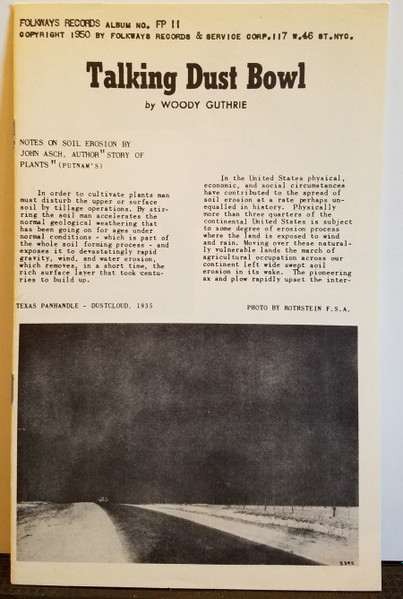 FOLKWAYS RECORDS ALBUM NO. FP 11
COPYRIGHT 1950 BY FOLKWAYS RECORDS & SERVICE CORP.117 W.46 ST.NYC.
Talking Dust Bowl
by WOODY GUTHRIE
NOTES ON SOIL EROSION BY
JOHN ASCH, AUTHOR "STORY OF
PLANTS" (PUTNAM'S)
In order to cultivate plants man
must disturb the upper or surface
soil by tillage operations. By stir-
ring the soil man accelerates the
normal geological weathering that
has been going on for ages under
normal conditions - which is part of
the whole soil forming process - and
exposes it to devastatingly rapid
gravity, wind, and water erosion,
which removes, in a short time, the
rich surface layer that took centu-
ries to build up.
In the United States physical,
economic, and social circumstances
have contributed to the spread of
soil erosion at a rate perhaps un-
equalled in history. Physically
more than three quarters of the
continental United States is subject
to some degree of erosion process
where the land is exposed to wind
and rain. Moving over these natural-
ly vulnerable lands the march of
agricultural occupation across our
continent left wide swept soil
erosion in its wake. The pioneering
ax and plow rapidly upset the inter-
TEXAS PANHANDLE - DUSTCLOUD, 1935
PHOTO BY ROTHSTEIN F.S.A.